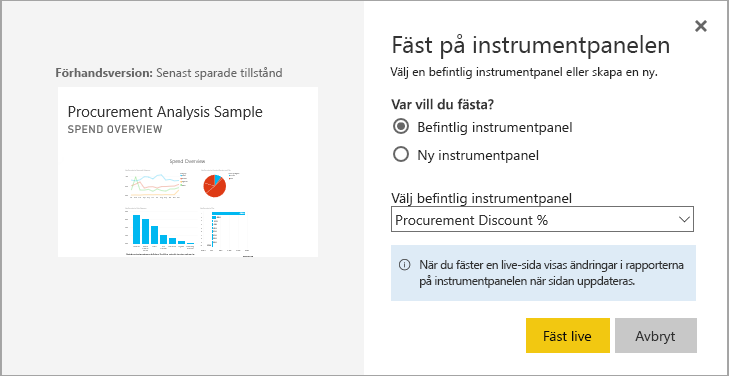 Förhandsversion: Senast sparade tillstånd
Procurement Analysis Sample
SPEND OVERVIEW
Spend Overview
Fäst på instrumentpanelen
Välj en befintlig instrumentpanel eller skapa en ny.
Var vill du fästa?
Befintlig instrumentpanel
Ny instrumentpanel
Välj befintlig instrumentpanel
Procurement Discount %
När du fäster en live-sida visas ändringar i rapporterna
på instrumentpanelen när sidan uppdateras.
Fäst live
Avbryt